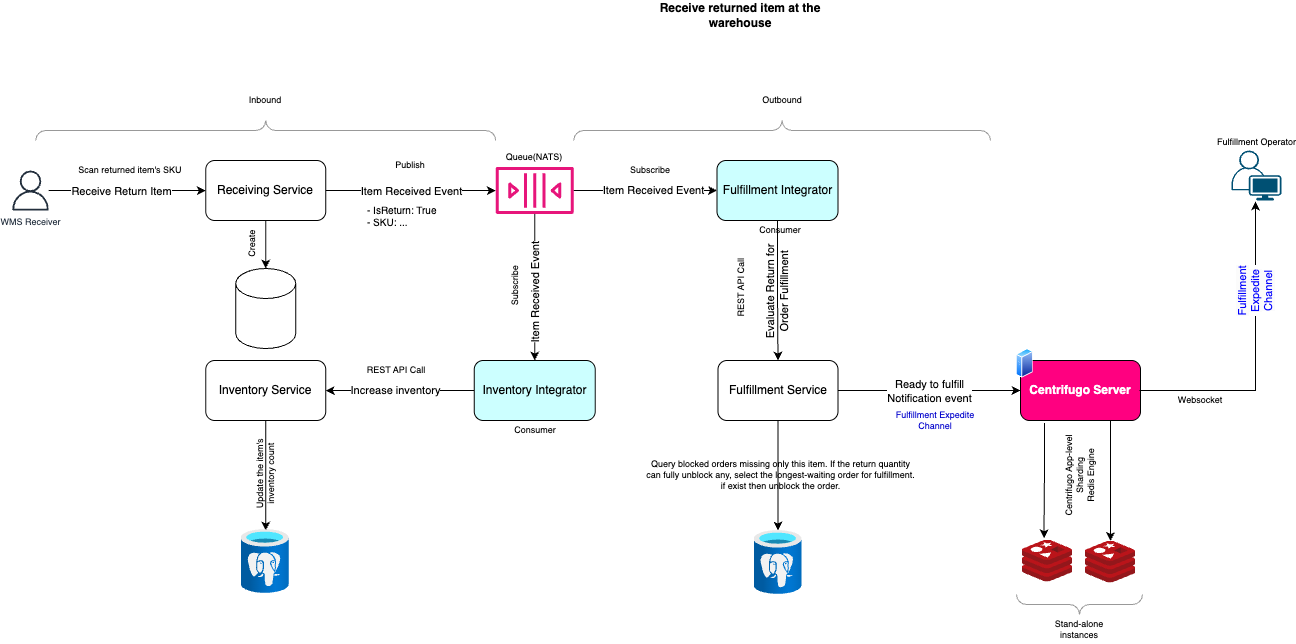 Receive returned item at the
warehouse
Inbound
Outbound
Scan returned item's SKU
Receive Return Item
WMS Receiver
Receiving Service
Publish
Item Received Event
- IsReturn: True
- SKU: ...
Queue(NATS)
Subscribe
Item Received Event
Fulfillment Integrator
Consumer
Fulfillment Operator
Create
Subscribe
Item Received Event
REST API Call
Evaluate Return for
Order Fulfillment
Fulfillment
Expedite
Channel
Inventory Service
REST API Call
Increase inventory
Inventory Integrator
Consumer
Fulfillment Service
Ready to fulfill
Notification event
Fulfillment Expedite
Channel
Centrifugo Server
Websocket
Update the item's
inventory count
Query blocked orders missing only this item. If the return quantity
can fully unblock any, select the longest-waiting order for fulfillment.
if exist then unblock the order.
Centrifugo App-level
Sharding
Redis Engine
Stand-alone
instances